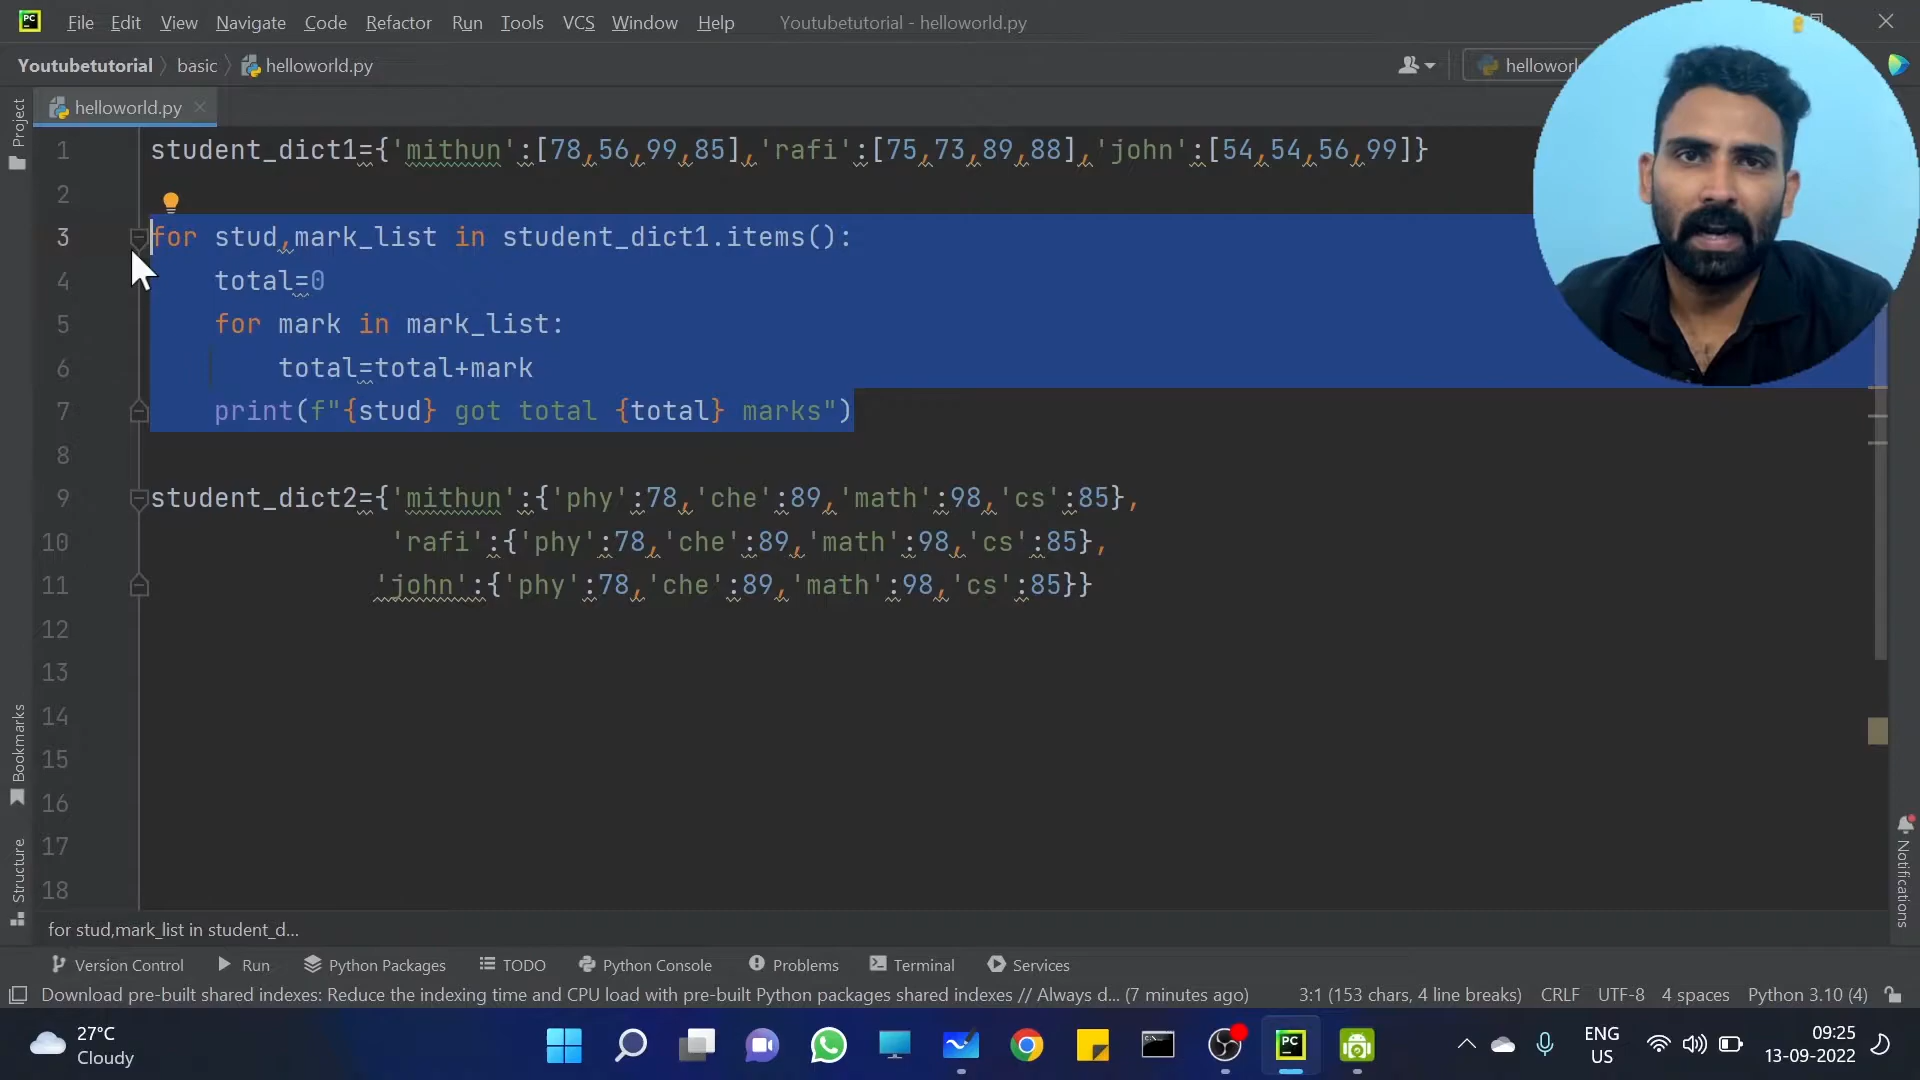 File Edit View Navigate Code Refactor Run Tools VCS Window Help Youtubetutorial - helloworld.py
Youtubetutorial basic helloworld.py
helloworld.py
Project
1 student_dict1={'mithun':[78,56,99,85],'rafi':[75,73,89,88],'john':[54,54,56,99]}
2
3 for stud,mark_list in student_dict1.items():
4 total=0
5 for mark in mark_list:
6 total=total+mark
7 print(f"{stud} got total {total} marks")
8
9 student_dict2={'mithun':{'phy':78,'che':89,'math':98,'cs':85},
10 'rafi':{'phy':78,'che':89,'math':98,'cs':85},
11 'john':{'phy':78,'che':89,'math':98,'cs':85}}
12
13
14
15
16
17
18
Bookmarks
Structure
Notifications
for stud,mark_list in student_d...
Version Control Run Python Packages TODO Python Console Problems Terminal Services
Download pre-built shared indexes: Reduce the indexing time and CPU load with pre-built Python packages shared indexes // Always d... (7 minutes ago) 3:1 (153 chars, 4 line breaks) CRLF UTF-8 4 spaces Python 3.10 (4)
27°C
Cloudy
PC
ENG
US
09:25
13-09-2022